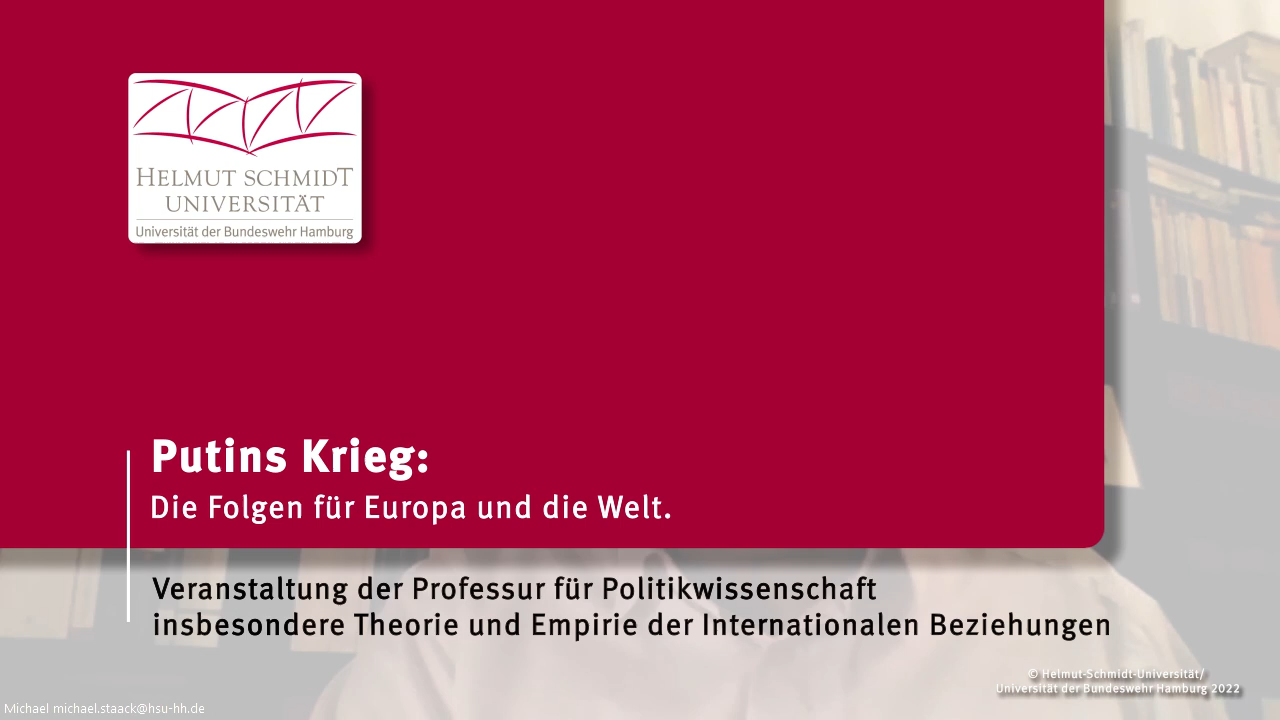 HELMUT SCHMIDT
UNIVERSITÄT
Universität der Bundeswehr Hamburg
Putins Krieg:
Die Folgen für Europa und die Welt.
Veranstaltung der Professur für Politikwissenschaft
insbesondere Theorie und Empirie der Internationalen Beziehungen
© Helmut-Schmidt-Universität/
Universität der Bundeswehr Hamburg 2022
Michael michael.staack@hsu-hh.de